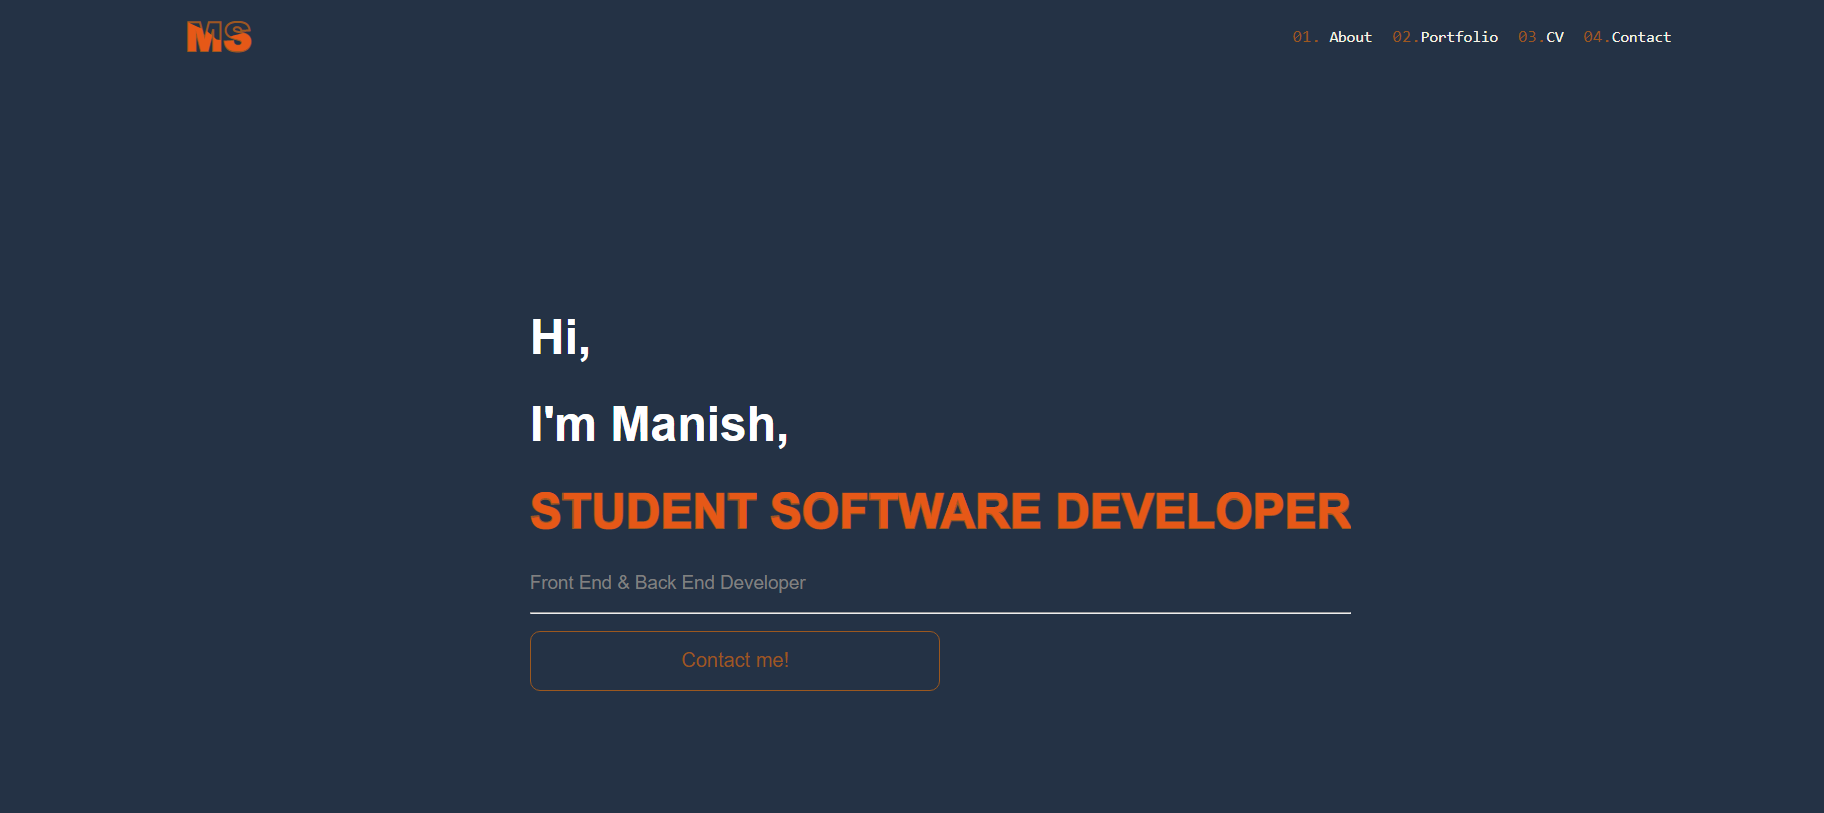 MS
01. About 02.Portfolio 03.CV 04.Contact
Hi,
I'm Manish,
STUDENT SOFTWARE DEVELOPER
Front End & Back End Developer
Contact me!